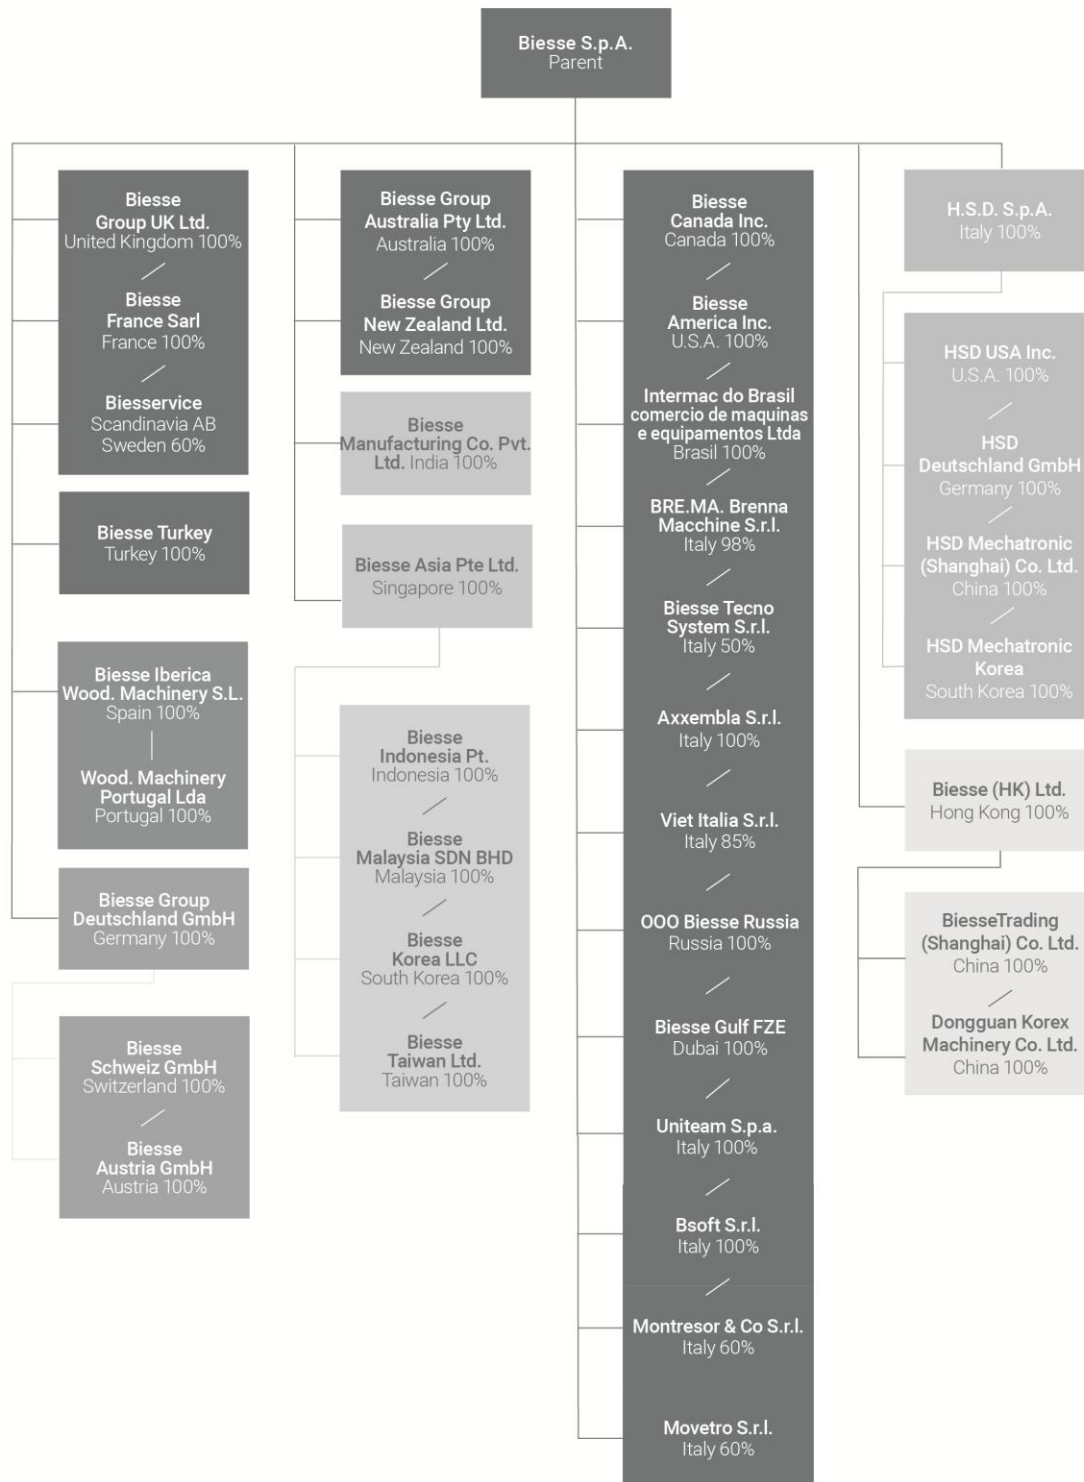 Biesse S.p.A.
Parent
Biesse
Group UK Ltd.
United Kingdom 100%
Biesse
France Sarl
France 100%
Biesservice
Scandinavia AB
Sweden 60%
Biesse Turkey
Turkey 100%
Biesse Iberica
Wood. Machinery S.L.
Spain 100%
Wood. Machinery
Portugal Lda
Portugal 100%
Biesse Group
Deutschland GmbH
Germany 100%
Biesse
Schweiz GmbH
Switzerland 100%
Biesse
Austria GmbH
Austria 100%
Biesse Group
Australia Pty Ltd.
Australia 100%
Biesse Group
New Zealand Ltd.
New Zealand 100%
Biesse
Manufacturing Co. Pvt.
Ltd. India 100%
Biesse Asia Pte Ltd.
Singapore 100%
Biesse
Indonesia Pt.
Indonesia 100%
Biesse
Malaysia SDN BHD
Malaysia 100%
Biesse
Korea LLC
South Korea 100%
Biesse
Taiwan Ltd.
Taiwan 100%
Biesse
Canada Inc.
Canada 100%
Biesse
America Inc.
U.S.A. 100%
Intermac do Brasil
comercio de maquinas
e equipamentos Ltda
Brasil 100%
BRE.MA. Brenna
Macchine S.r.l.
Italy 98%
Biesse Tecno
System S.r.l.
Italy 50%
Axxembla S.r.l.
Italy 100%
Viet Italia S.r.l.
Italy 85%
OOO Biesse Russia
Russia 100%
Biesse Gulf FZE
Dubai 100%
Uniteam S.p.a.
Italy 100%
Bsoft S.r.l.
Italy 100%
Montresor & Co S.r.l.
Italy 60%
Movetro S.r.l.
Italy 60%
H.S.D. S.p.A.
Italy 100%
HSD USA Inc.
U.S.A. 100%
HSD
Deutschland GmbH
Germany 100%
HSD Mechatronic
(Shanghai) Co. Ltd.
China 100%
HSD Mechatronic
Korea
South Korea 100%
Biesse (HK) Ltd.
Hong Kong 100%
BiesseTrading
(Shanghai) Co. Ltd.
China 100%
Dongguan Korex
Machinery Co. Ltd.
China 100%